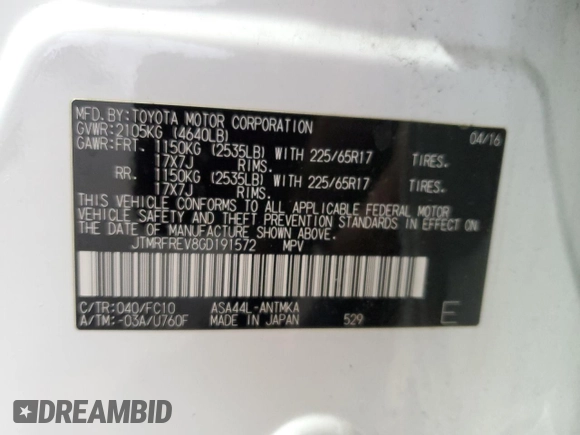 MFD.BY:TOYOTA MOTOR CORPORATION 04/16
GVWR:2105KG (4640LB)
GAWR:FRT. 1150KG (2535LB) WITH 225/65R17 TIRES.
17X7J RIMS.
RR. 1150KG (2535LB) WITH 225/65R17 TIRES.
17X7J RIMS.
THIS VEHICLE CONFORMS TO ALL APPLICABLE FEDERAL MOTOR
VEHICLE SAFETY AND THEFT PREVENTION STANDARDS IN EFFECT ON
THE DATE OF MANUFACTURE SHOWN ABOVE.
JTMRFREV8GD191572 MPV
C/TR:040/FC10 ASA44L-ANTMKA
A/TM:-03A/U760F MADE IN JAPAN 529 E
DREAMBID